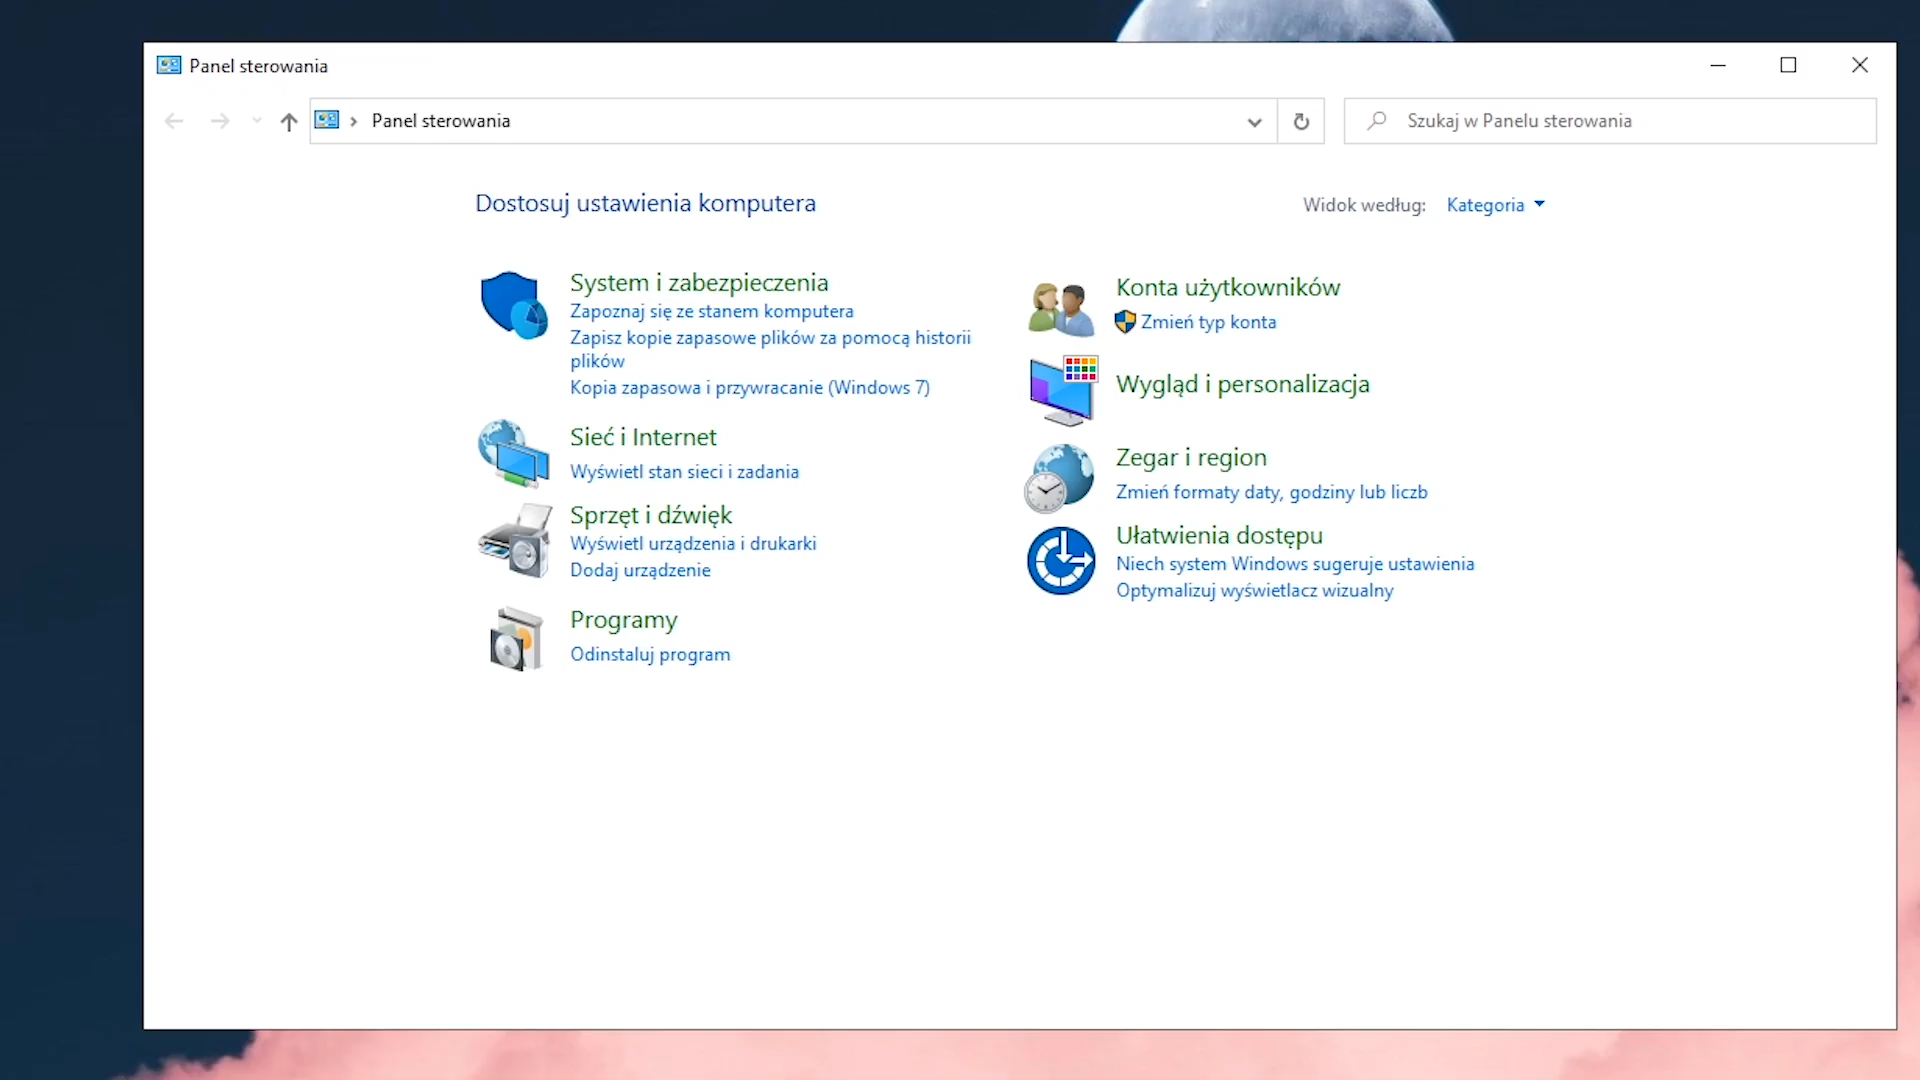 Panel sterowania
Panel sterowania
Szukaj w Panelu sterowania
Dostosuj ustawienia komputera
Widok według: Kategoria
System i zabezpieczenia
Zapoznaj się ze stanem komputera
Zapisz kopie zapasowe plików za pomocą historii
plików
Kopia zapasowa i przywracanie (Windows 7)
Sieć i Internet
Wyświetl stan sieci i zadania
Sprzęt i dźwięk
Wyświetl urządzenia i drukarki
Dodaj urządzenie
Programy
Odinstaluj program
Konta użytkowników
Zmień typ konta
Wygląd i personalizacja
Zegar i region
Zmień formaty daty, godziny lub liczb
Ułatwienia dostępu
Niech system Windows sugeruje ustawienia
Optymalizuj wyświetlacz wizualny